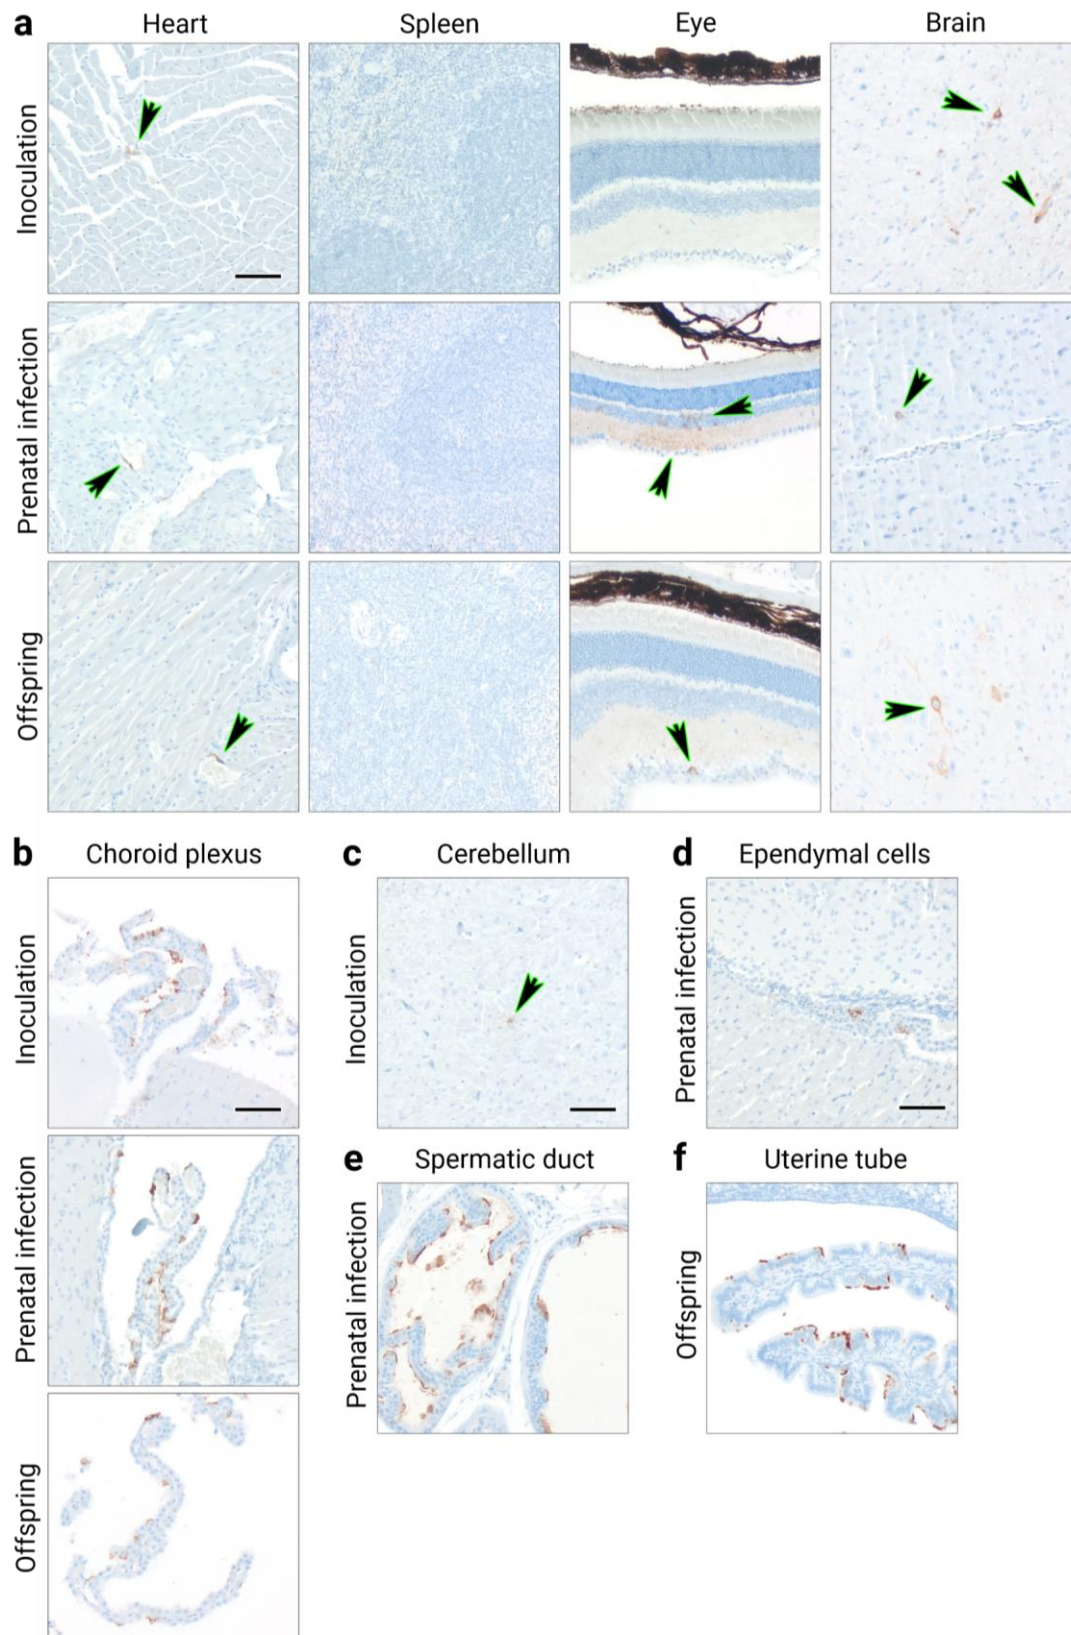 a Heart Spleen Eye Brain
Inoculation
Prenatal infection
Offspring
b Choroid plexus c Cerebellum d Ependymal cells
Inoculation Inoculation Prenatal infection
e Spermatic duct f Uterine tube
Prenatal infection Prenatal infection Offspring
Offspring